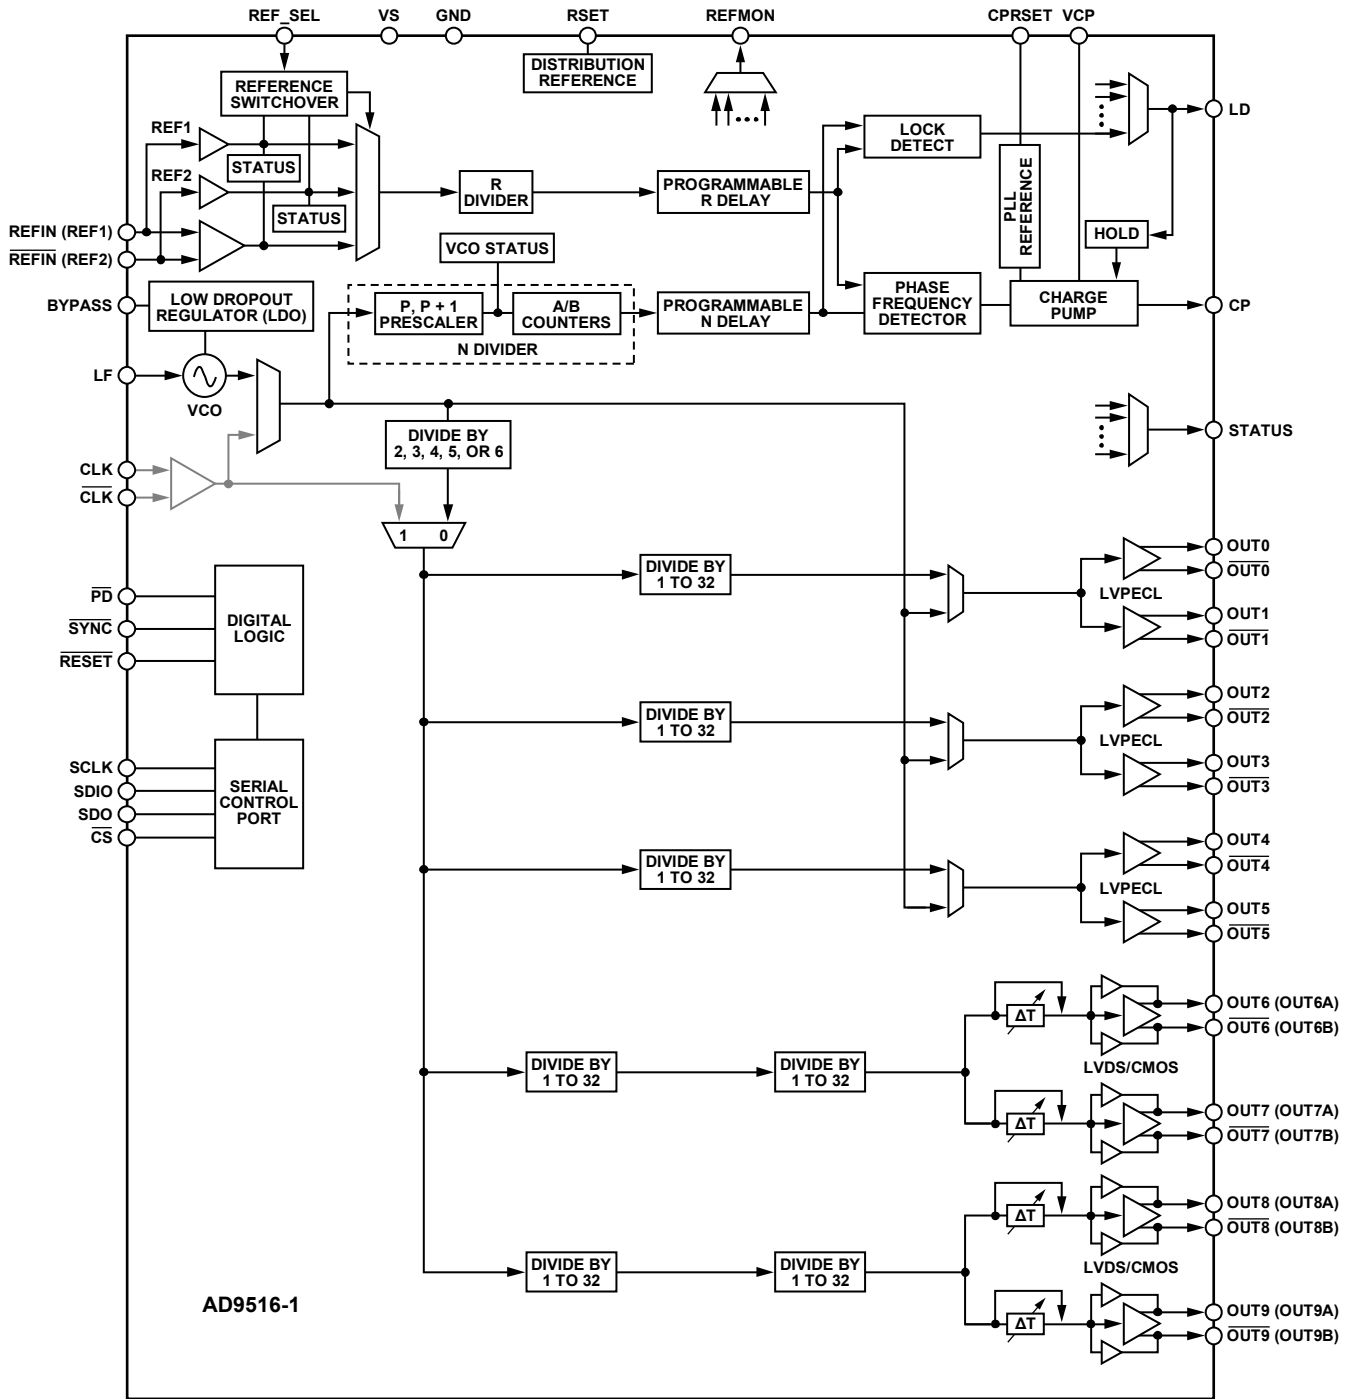 REF_SEL
VS
GND
RSET
REFMON
CPRSET
VCP
DISTRIBUTION
REFERENCE
REFERENCE
SWITCHOVER
REF1
STATUS
REF2
STATUS
R
DIVIDER
PROGRAMMABLE
R DELAY
LOCK
DETECT
LD
PLL
REFERENCE
HOLD
REFIN (REF1)
REFIN (REF2)
VCO STATUS
BYPASS
LOW DROPOUT
REGULATOR (LDO)
P, P + 1
PRESCALER
A/B
COUNTERS
N DIVIDER
PROGRAMMABLE
N DELAY
PHASE
FREQUENCY
DETECTOR
CHARGE
PUMP
CP
LF
VCO
STATUS
DIVIDE BY
2, 3, 4, 5, OR 6
CLK
CLK
1 0
PD
SYNC
RESET
DIGITAL
LOGIC
DIVIDE BY
1 TO 32
LVPECL
OUT0
OUT0
OUT1
OUT1
DIVIDE BY
1 TO 32
LVPECL
OUT2
OUT2
OUT3
OUT3
SCLK
SDIO
SDO
CS
SERIAL
CONTROL
PORT
DIVIDE BY
1 TO 32
LVPECL
OUT4
OUT4
OUT5
OUT5
DIVIDE BY
1 TO 32
DIVIDE BY
1 TO 32
ΔT
OUT6 (OUT6A)
OUT6 (OUT6B)
LVDS/CMOS
ΔT
OUT7 (OUT7A)
OUT7 (OUT7B)
DIVIDE BY
1 TO 32
DIVIDE BY
1 TO 32
ΔT
OUT8 (OUT8A)
OUT8 (OUT8B)
LVDS/CMOS
ΔT
OUT9 (OUT9A)
OUT9 (OUT9B)
AD9516-1